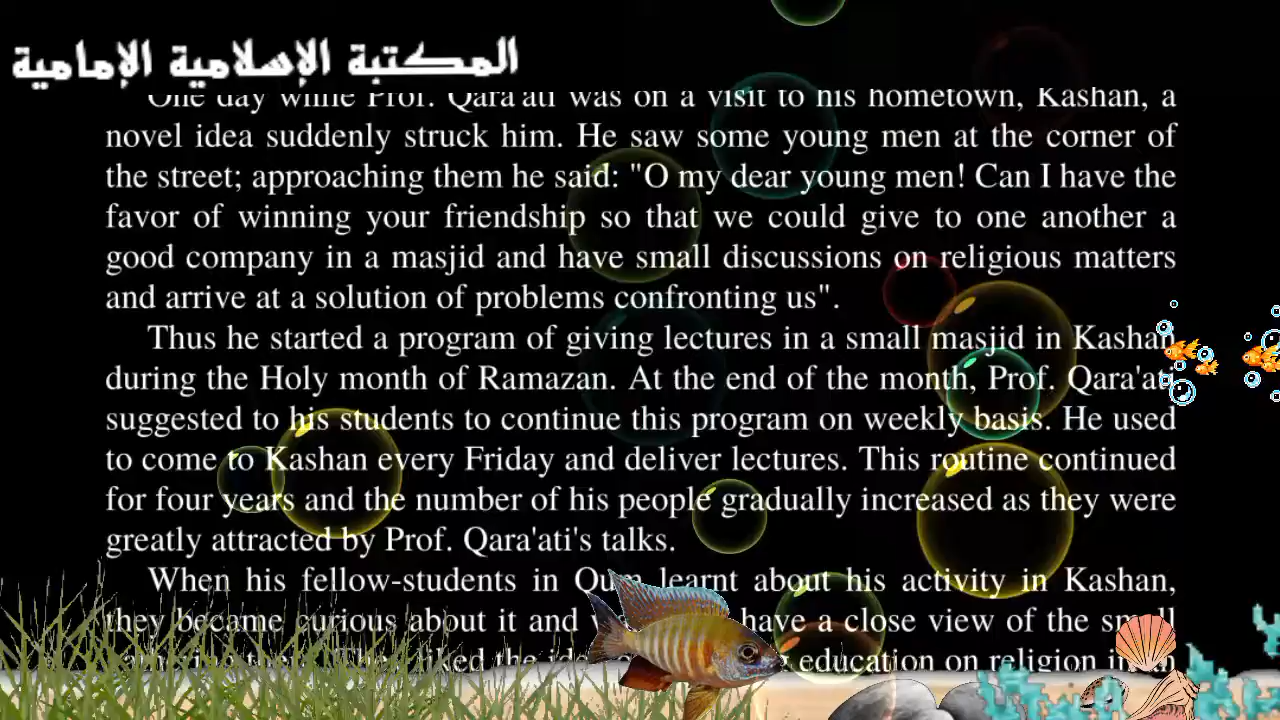 المكتبة الإسلامية الإمامية
One day while Prof. Qara'ati was on a visit to his hometown, Kashan, a
novel idea suddenly struck him. He saw some young men at the corner of
the street; approaching them he said: "O my dear young men! Can I have the
favor of winning your friendship so that we could give to one another a
good company in a masjid and have small discussions on religious matters
and arrive at a solution of problems confronting us".
Thus he started a program of giving lectures in a small masjid in Kashan
during the Holy month of Ramazan. At the end of the month, Prof. Qara'ati
suggested to his students to continue this program on weekly basis. He used
to come to Kashan every Friday and deliver lectures. This routine continued
for four years and the number of his people gradually increased as they were
greatly attracted by Prof. Qara'ati's talks.
When his fellow-students in Qum learnt about his activity in Kashan,
they became curious about it and have a close view of the small
liked the education on religion in